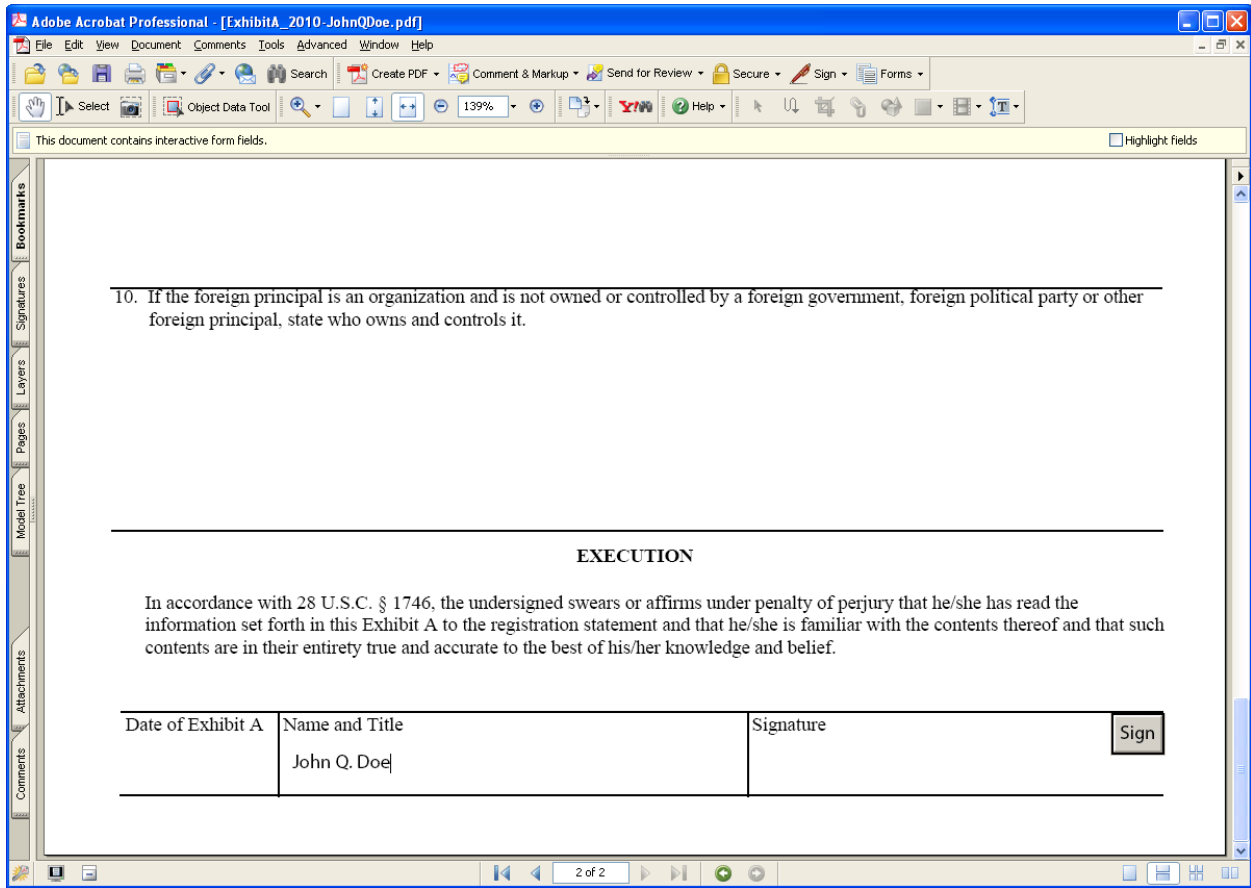 Adobe Acrobat Professional - [ExhibitA_2010-JohnQDoe.pdf]
File Edit View Document Comments Tools Advanced Window Help
Search Create PDF Comment & Markup Send for Review Secure Sign Forms
Select Object Data Tool 139% Y! Help
This document contains interactive form fields. Highlight fields
Bookmarks
Signatures
Layers
Pages
Model Tree
Attachments
Comments
10. If the foreign principal is an organization and is not owned or controlled by a foreign government, foreign political party or other
foreign principal, state who owns and controls it.
EXECUTION
In accordance with 28 U.S.C. § 1746, the undersigned swears or affirms under penalty of perjury that he/she has read the
information set forth in this Exhibit A to the registration statement and that he/she is familiar with the contents thereof and that such
contents are in their entirety true and accurate to the best of his/her knowledge and belief.
Date of Exhibit A Name and Title Signature Sign
John Q. Doe
2 of 2